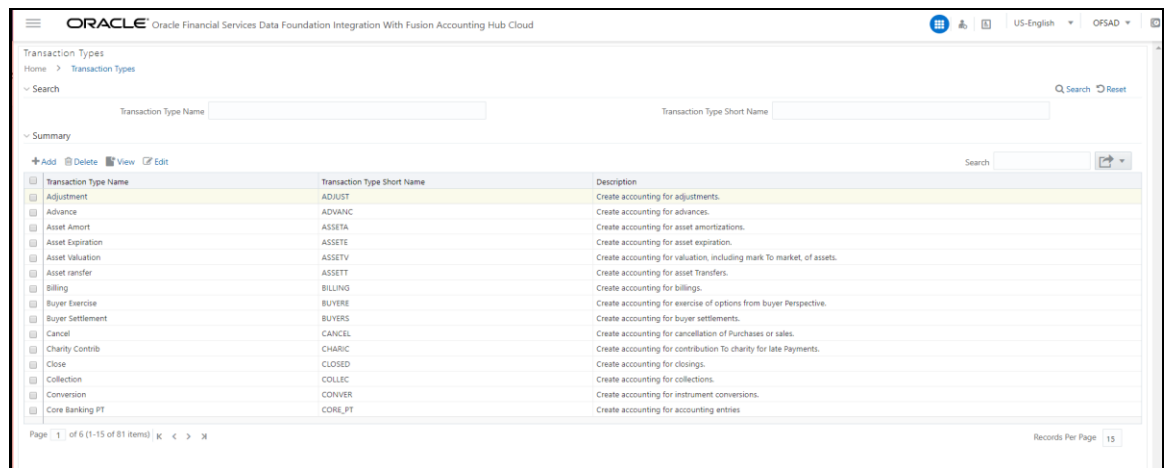 ORACLE Oracle Financial Services Data Foundation Integration With Fusion Accounting Hub Cloud US-English OFSAD
Transaction Types
Home > Transaction Types
Search Search Reset
Transaction Type Name Transaction Type Short Name
Summary
Add Delete View Edit Search
Transaction Type Name Transaction Type Short Name Description
Adjustment ADJUST Create accounting for adjustments.
Advance ADVANC Create accounting for advances.
Asset Amort ASSETA Create accounting for asset amortizations.
Asset Expiration ASSETE Create accounting for asset expiration.
Asset Valuation ASSETV Create accounting for valuation, including mark To market, of assets.
Asset ransfer ASSETT Create accounting for asset Transfers.
Billing BILLING Create accounting for billings.
Buyer Exercise BUYERE Create accounting for exercise of options from buyer Perspective.
Buyer Settlement BUYERS Create accounting for buyer settlements.
Cancel CANCEL Create accounting for cancellation of Purchases or sales.
Charity Contrib CHARIC Create accounting for contribution To charity for late Payments.
Close CLOSED Create accounting for closings.
Collection COLLEC Create accounting for collections.
Conversion CONVER Create accounting for instrument conversions.
Core Banking PT CORE_PT Create accounting for accounting entries
Page 1 of 6 (1-15 of 81 items) Records Per Page 15